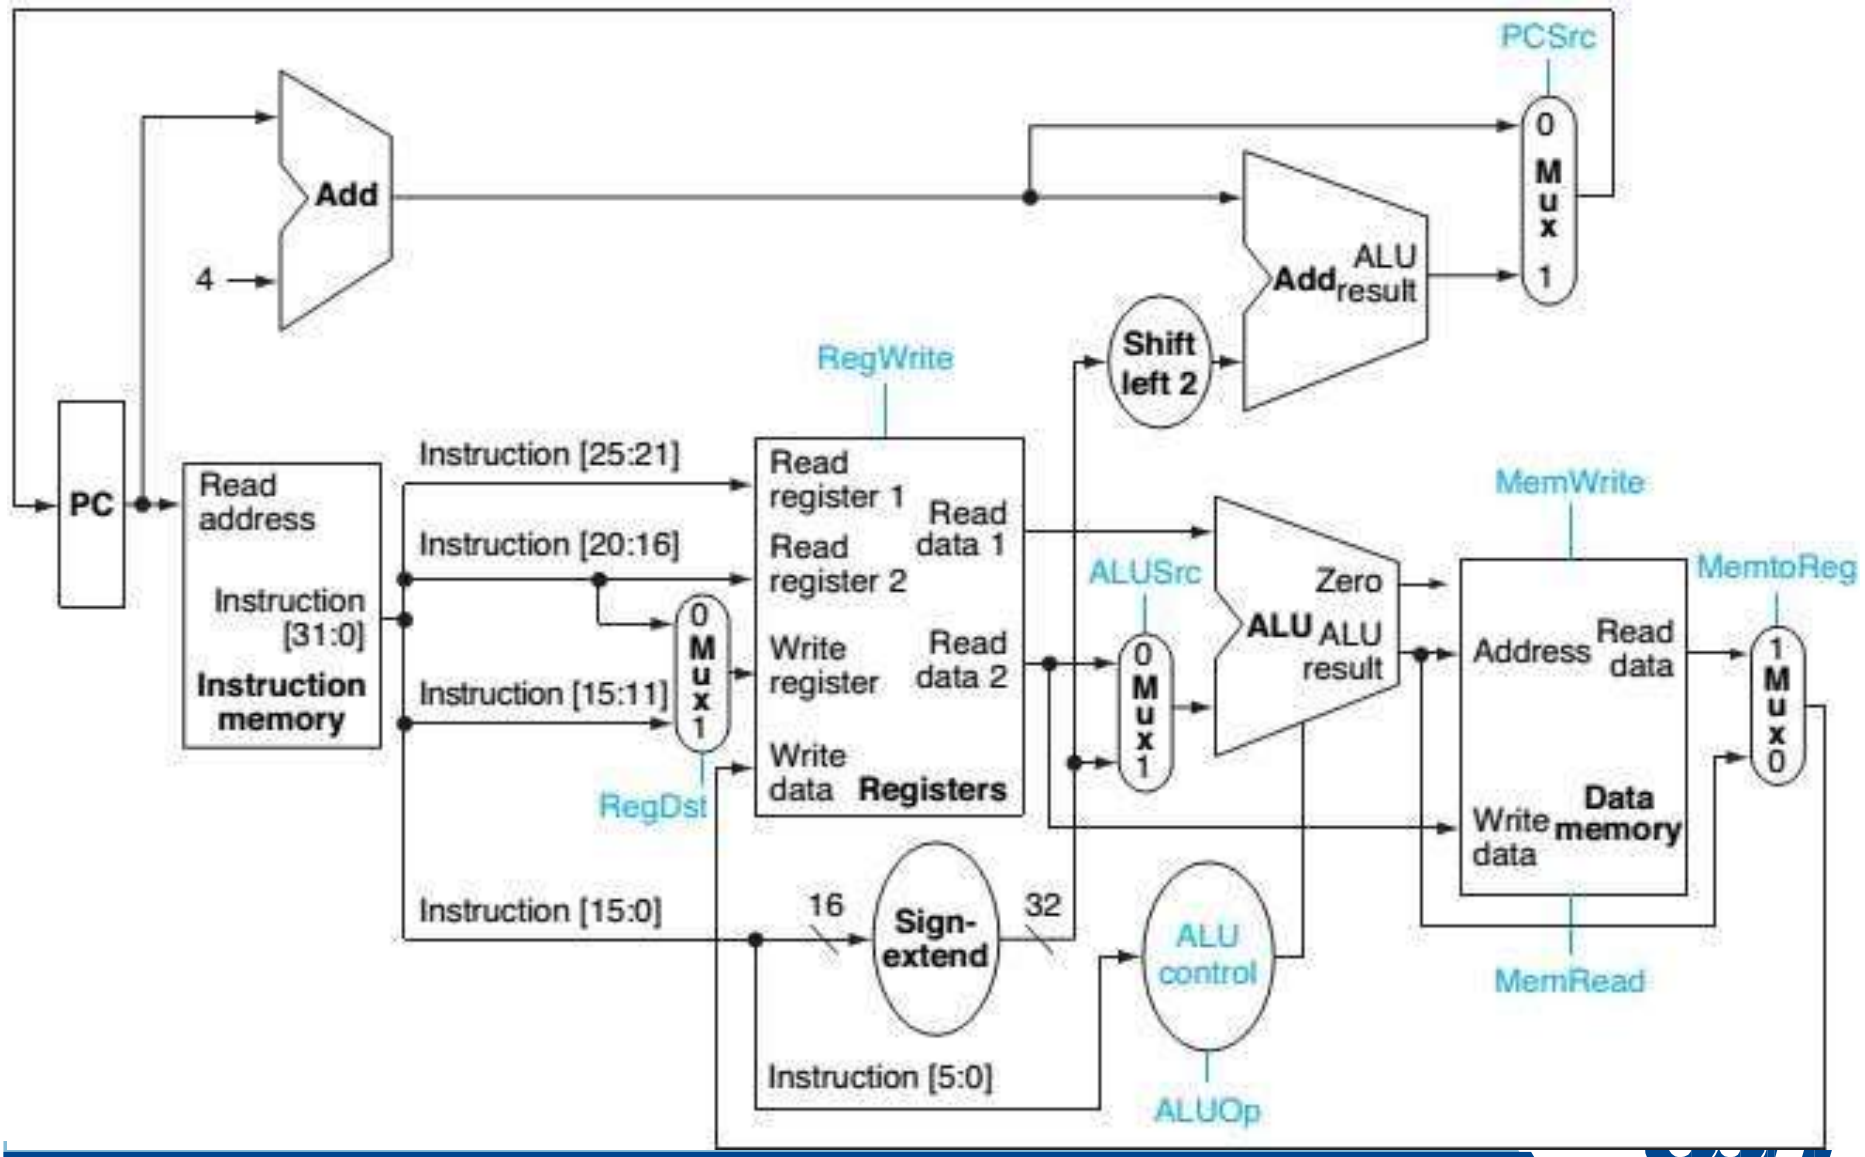 PCSrc
0
M
u
x
1
Add
4
Add
ALU
result
Shift
left 2
RegWrite
PC
Read
address
Instruction
[31:0]
Instruction
memory
Instruction [25:21]
Instruction [20:16]
Instruction [15:11]
Instruction [15:0]
Instruction [5:0]
0
M
u
x
1
RegDst
Read
register 1
Read
register 2
Write
register
Write
data
Read
data 1
Read
data 2
Registers
16
Sign-
extend
32
ALUSrc
0
M
u
x
1
Zero
ALU
ALU
result
ALU
control
ALUOp
MemWrite
Address
Read
data
Write
data
Data
memory
MemRead
MemtoReg
1
M
u
x
0